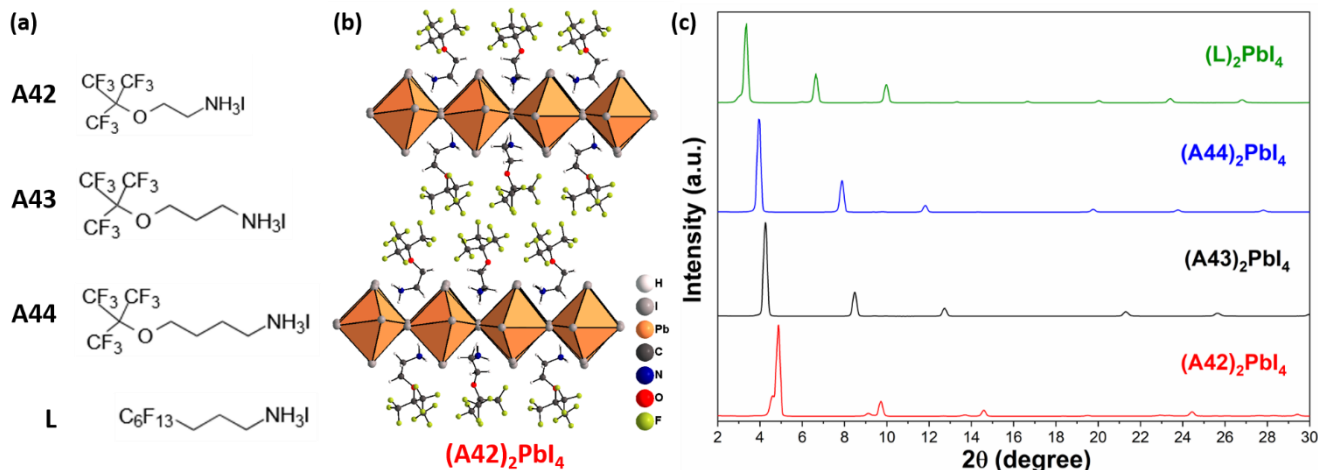 (a)
A42
CF₃ CF₃
CF₃ O NH₃I
A43
CF₃ CF₃
CF₃ O NH₃I
A44
CF₃ CF₃
CF₃ O NH₃I
L
C₆F₁₃ NH₃I
(b)
H
I
Pb
C
N
O
F
(A42)₂PbI₄
(c)
Intensity (a.u.)
(L)₂PbI₄
(A44)₂PbI₄
(A43)₂PbI₄
(A42)₂PbI₄
2 4 6 8 10 12 14 16 18 20 22 24 26 28 30
2θ (degree)